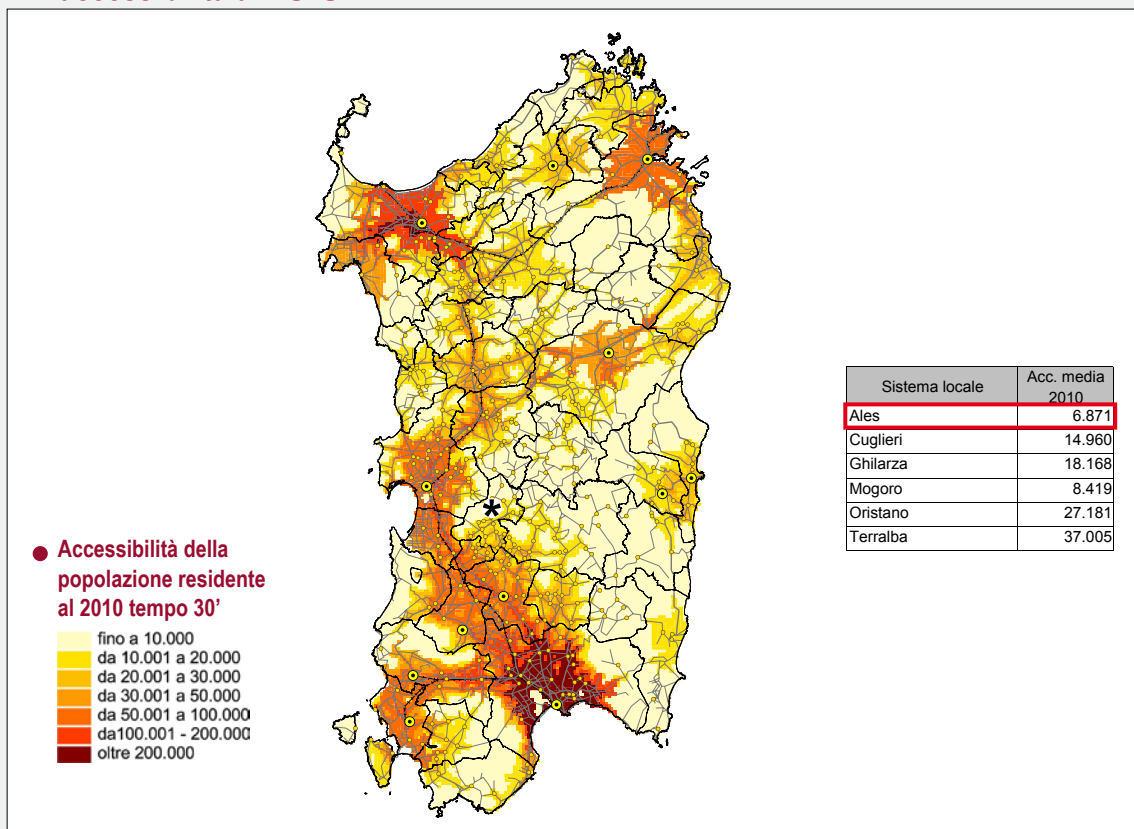 Sistema locale Acc. media 2010
Ales 6.871
Cuglieri 14.960
Ghilarza 18.168
Mogoro 8.419
Oristano 27.181
Terralba 37.005
*
Accessibilità della
popolazione residente
al 2010 tempo 30’
fino a 10.000
da 10.001 a 20.000
da 20.001 a 30.000
da 30.001 a 50.000
da 50.001 a 100.000
da100.001 - 200.000
oltre 200.000